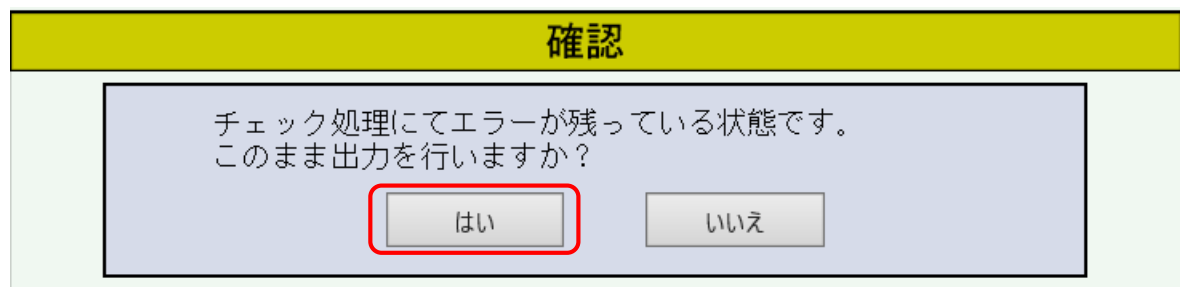 確認
チェック処理にてエラーが残っている状態です。
このまま出力を行いますか？
はい
いいえ